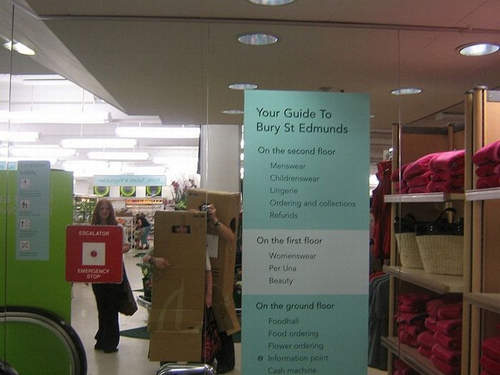 Your Guide To
Bury St Edmunds
On the second floor
Menswear
Childrenswear
Lingerie
Ordering and collections
Refunds
On the first floor
Womenswear
Per Una
Beauty
On the ground floor
Foodhall
Food ordering
Flower ordering
Information point
Cash machine
ESCALATOR
EMERGENCY
STOP